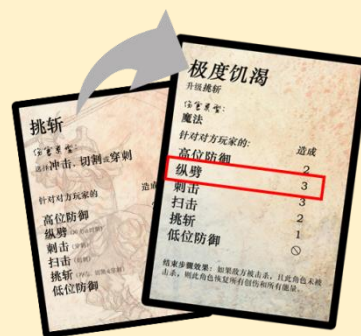 挑斩
伤害类型:
选择冲击, 切割或穿刺
针对对方玩家的
造成
高位防御
纵劈
刺击
扫击
挑斩
低位防御
极度饥渴
升级挑斩
伤害类型:
魔法
针对对方玩家的 造成
高位防御 2
纵劈 3
刺击 3
扫击 2
挑斩 1
低位防御
结束步骤效果: 如果敌方被击杀, 且此角色未被
击杀, 则此角色恢复所有创伤和所有能量。